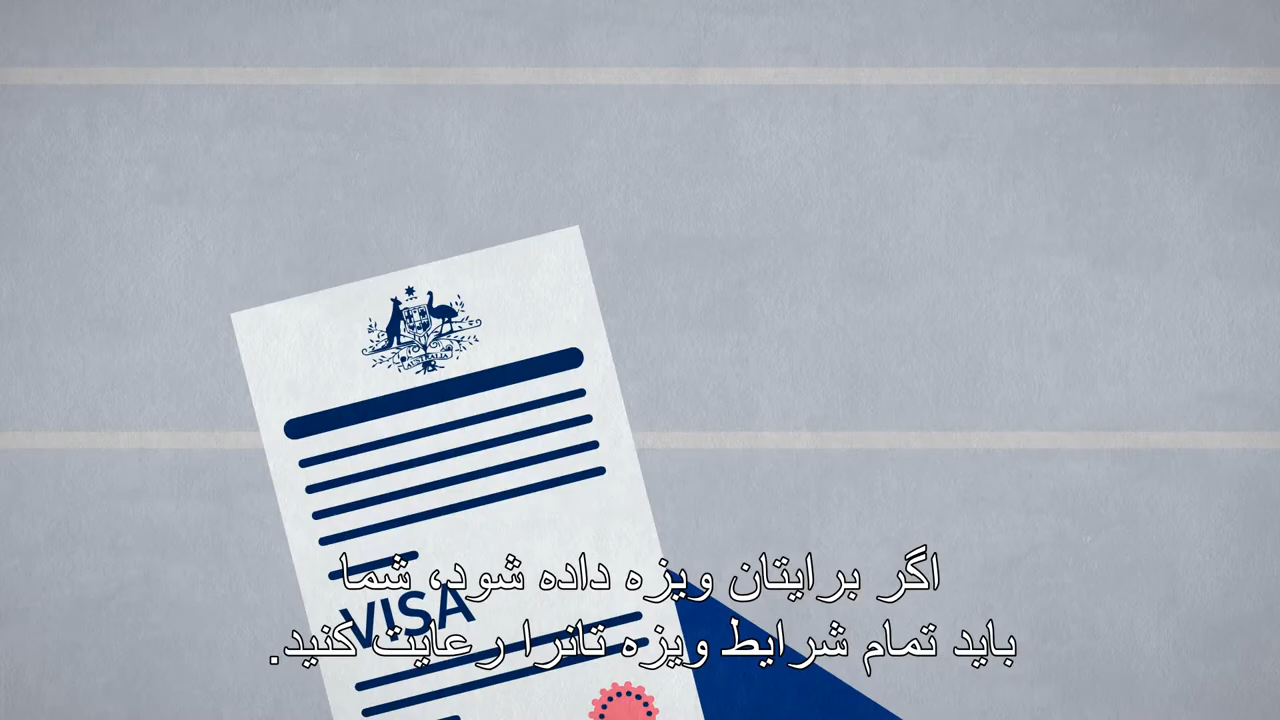 AUSTRALIA
VISA
اگر برایتان ویزه داده شود، شما
باید تمام شرایط ویزه تانرا رعایت کنید.